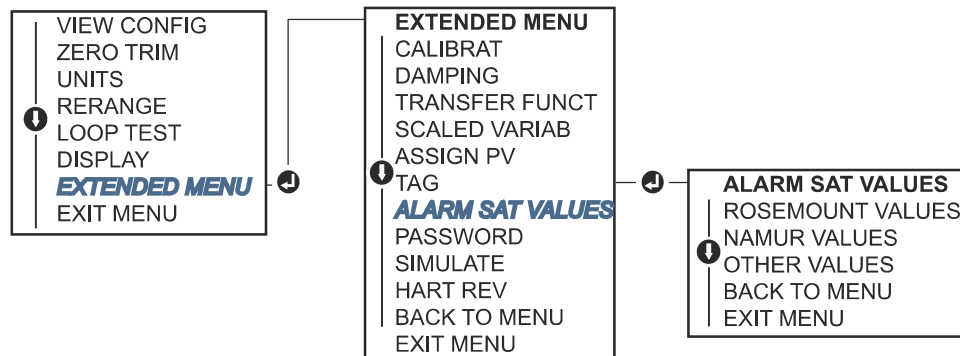 VIEW CONFIG
ZERO TRIM
UNITS
RERANGE
LOOP TEST
DISPLAY
EXTENDED MENU
EXIT MENU
EXTENDED MENU
CALIBRAT
DAMPING
TRANSFER FUNCT
SCALED VARIAB
ASSIGN PV
TAG
ALARM SAT VALUES
PASSWORD
SIMULATE
HART REV
BACK TO MENU
EXIT MENU
ALARM SAT VALUES
ROSEMOUNT VALUES
NAMUR VALUES
OTHER VALUES
BACK TO MENU
EXIT MENU